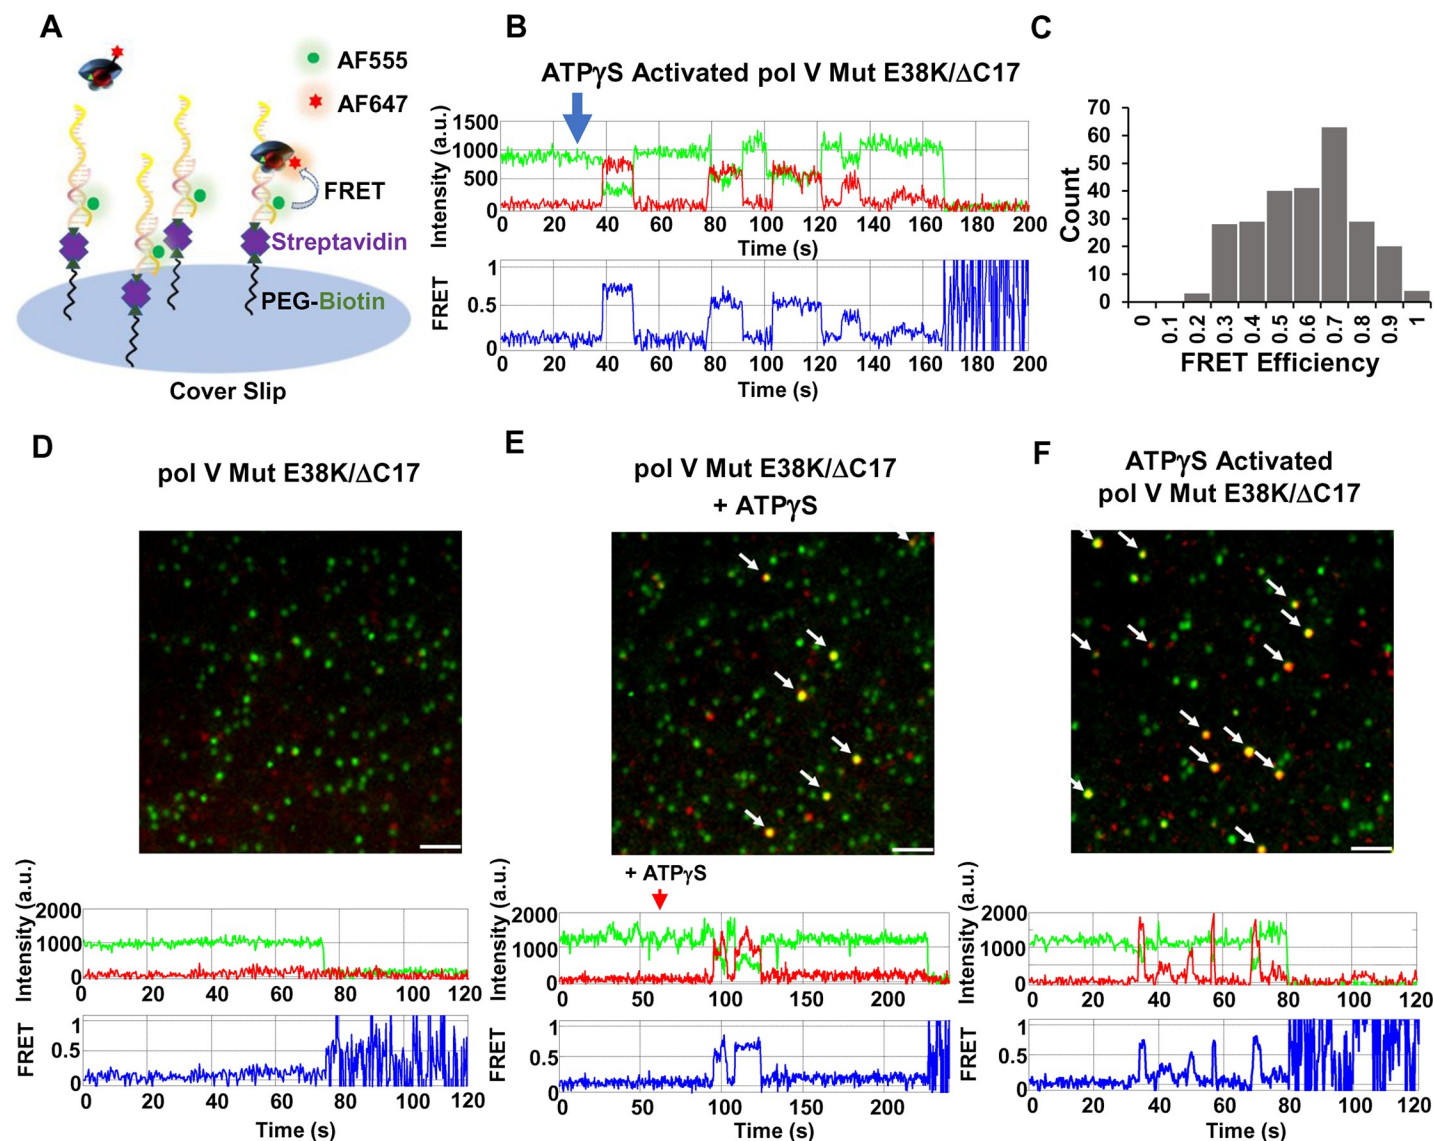 A
AF555
AF647
FRET
Streptavidin
PEG-Biotin
Cover Slip
B
ATPγS Activated pol V Mut E38K/ΔC17
Intensity (a.u.)
1500
1000
500
0
0 20 40 60 80 100 120 140 160 180 200
Time (s)
FRET
1
0.5
0
0 20 40 60 80 100 120 140 160 180 200
Time (s)
C
Count
70
60
50
40
30
20
10
0
0 0.1 0.2 0.3 0.4 0.5 0.6 0.7 0.8 0.9 1
FRET Efficiency
D
pol V Mut E38K/ΔC17
Intensity (a.u.)
2000
1000
0
0 20 40 60 80 100 120
FRET
1
0.5
0
0 20 40 60 80 100 120
Time (s)
E
pol V Mut E38K/ΔC17
+ ATPγS
+ ATPγS
Intensity (a.u.)
2000
1000
0
0 50 100 150 200
FRET
1
0.5
0
0 50 100 150 200
Time (s)
F
ATPγS Activated
pol V Mut E38K/ΔC17
Intensity (a.u.)
2000
1000
0
0 20 40 60 80 100 120
FRET
1
0.5
0
0 20 40 60 80 100 120
Time (s)